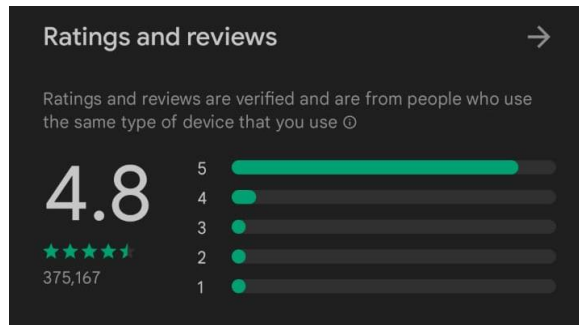 Ratings and reviews
Ratings and reviews are verified and are from people who use
the same type of device that you use
4.8
375,167
5
4
3
2
1